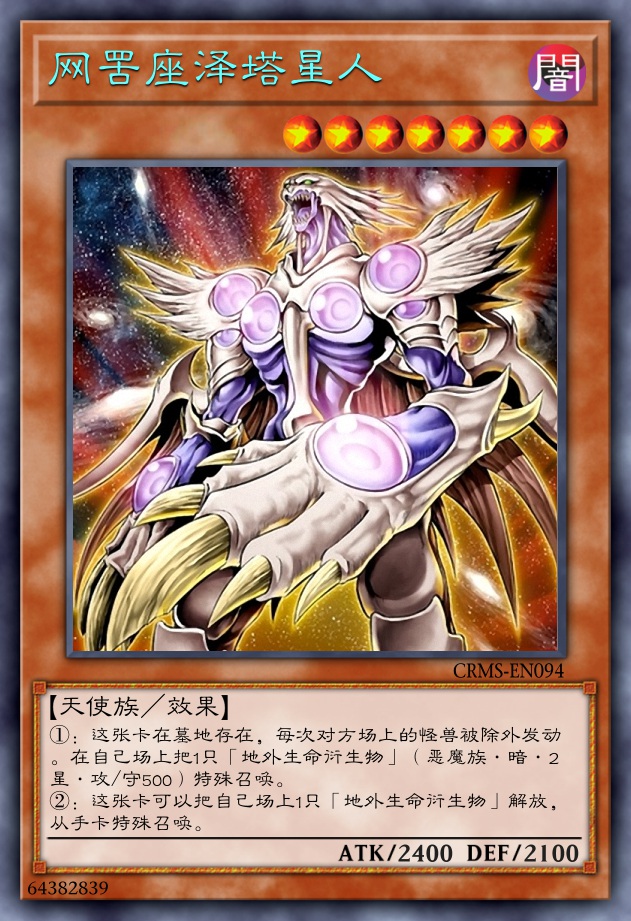 网罟座泽塔星人
闇
CRMS-EN094
【天使族／效果】
①：这张卡在墓地存在，每次对方场上的怪兽被除外发动
。在自己场上把1只「地外生命衍生物」（恶魔族·暗·2
星·攻/守500）特殊召唤。
②：这张卡可以把自己场上1只「地外生命衍生物」解放，
从手卡特殊召唤。
ATK/2400 DEF/2100
64382839